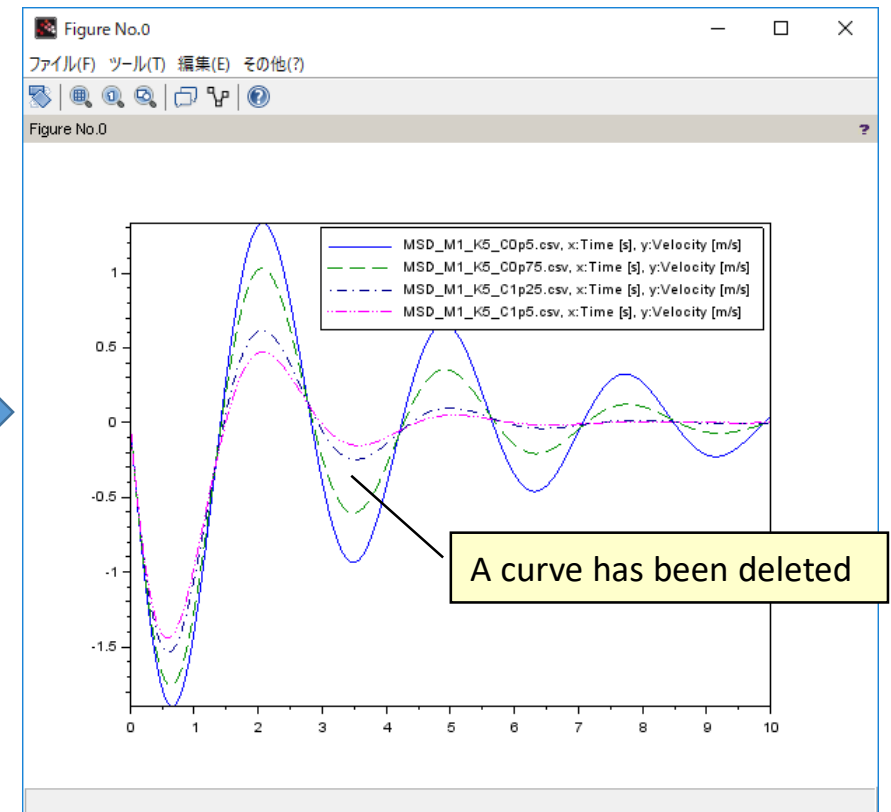 Figure No.0
ファイル(F) ツール(T) 編集(E) その他(?)
Figure No.0
?
MSD_M1_K5_C0p5.csv, x:Time [s], y:Velocity [m/s]
MSD_M1_K5_C0p75.csv, x:Time [s], y:Velocity [m/s]
MSD_M1_K5_C1p25.csv, x:Time [s], y:Velocity [m/s]
MSD_M1_K5_C1p5.csv, x:Time [s], y:Velocity [m/s]
1
0.5
0
-0.5
-1
-1.5
A curve has been deleted
0 1 2 3 4 5 6 7 8 9 10